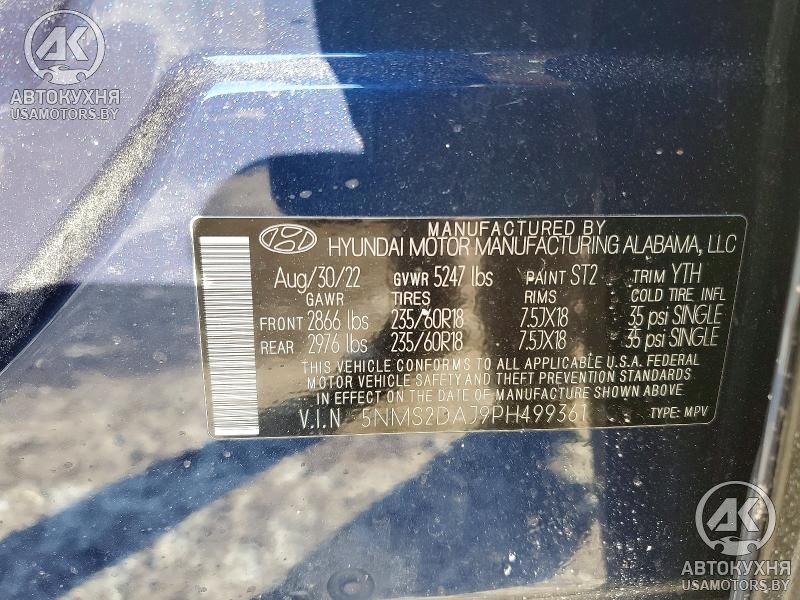 АК
АВТОКУХНЯ
USAMOTORS.BY
MANUFACTURED BY
HYUNDAI MOTOR MANUFACTURING ALABAMA, LLC
Aug/30/22 GVWR 5247 lbs PAINT ST2 TRIM YTH
GAWR TIRES RIMS COLD TIRE INFL
FRONT 2866 lbs 235/60R18 7.5JX18 35 psi SINGLE
REAR 2976 lbs 235/60R18 7.5JX18 35 psi SINGLE
THIS VEHICLE CONFORMS TO ALL APPLICABLE U.S.A. FEDERAL
MOTOR VEHICLE SAFETY AND THEFT PREVENTION STANDARDS
IN EFFECT ON THE DATE OF MANUFACTURE SHOWN ABOVE.
V.I.N 5NMS2DAJ9PH499361 TYPE: MPV
АК
АВТОКУХНЯ
USAMOTORS.BY